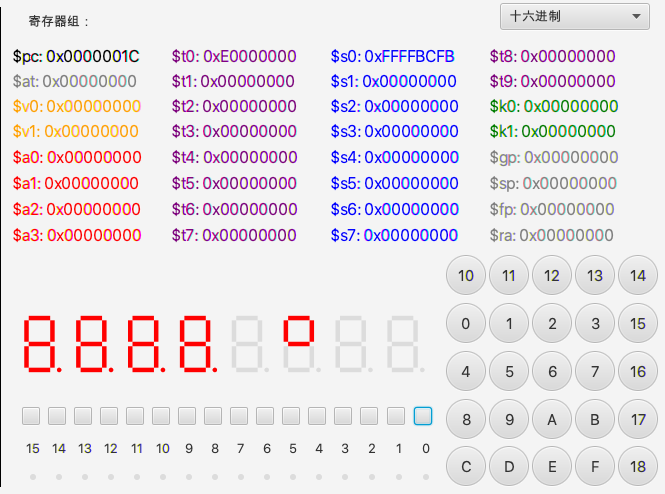 寄存器组： 十六进制
$pc: 0x0000001C $t0: 0xE0000000 $s0: 0xFFFFBCFB $t8: 0x00000000
$at: 0x00000000 $t1: 0x00000000 $s1: 0x00000000 $t9: 0x00000000
$v0: 0x00000000 $t2: 0x00000000 $s2: 0x00000000 $k0: 0x00000000
$v1: 0x00000000 $t3: 0x00000000 $s3: 0x00000000 $k1: 0x00000000
$a0: 0x00000000 $t4: 0x00000000 $s4: 0x00000000 $gp: 0x00000000
$a1: 0x00000000 $t5: 0x00000000 $s5: 0x00000000 $sp: 0x00000000
$a2: 0x00000000 $t6: 0x00000000 $s6: 0x00000000 $fp: 0x00000000
$a3: 0x00000000 $t7: 0x00000000 $s7: 0x00000000 $ra: 0x00000000
10 11 12 13 14
0 1 2 3 15
8.8.8.8.
4 5 6 7 16
8 9 A B 17
15 14 13 12 11 10 9 8 7 6 5 4 3 2 1 0
C D E F 18